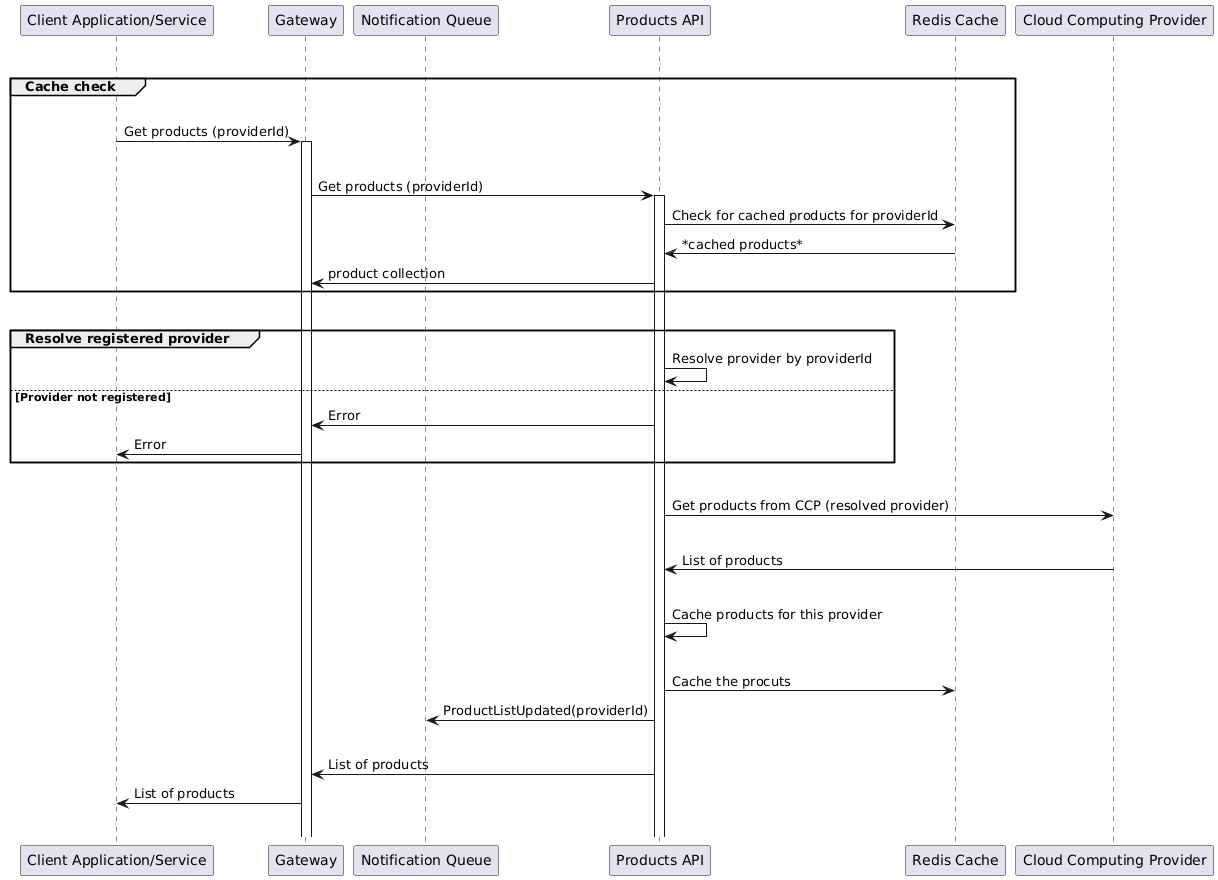 Client Application/Service
Gateway
Notification Queue
Products API
Redis Cache
Cloud Computing Provider
Cache check
Get products (providerId)
Get products (providerId)
Check for cached products for providerId
*cached products*
product collection
Resolve registered provider
Resolve provider by providerId
[Provider not registered]
Error
Error
Get products from CCP (resolved provider)
List of products
Cache products for this provider
Cache the procuts
ProductListUpdated(providerId)
List of products
List of products
Client Application/Service
Gateway
Notification Queue
Products API
Redis Cache
Cloud Computing Provider